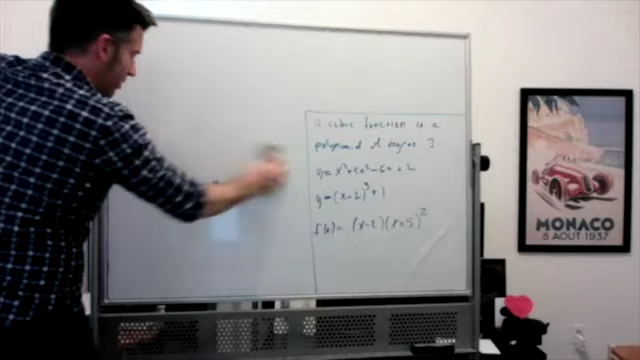 A cubic function is a
polynomial of degree 3
y = x³ + 5x² - 6x + 2
y = (x-2)³ + 1
f(x) = (x-2)(x+5)²
MONACO
8 AOUT 1937